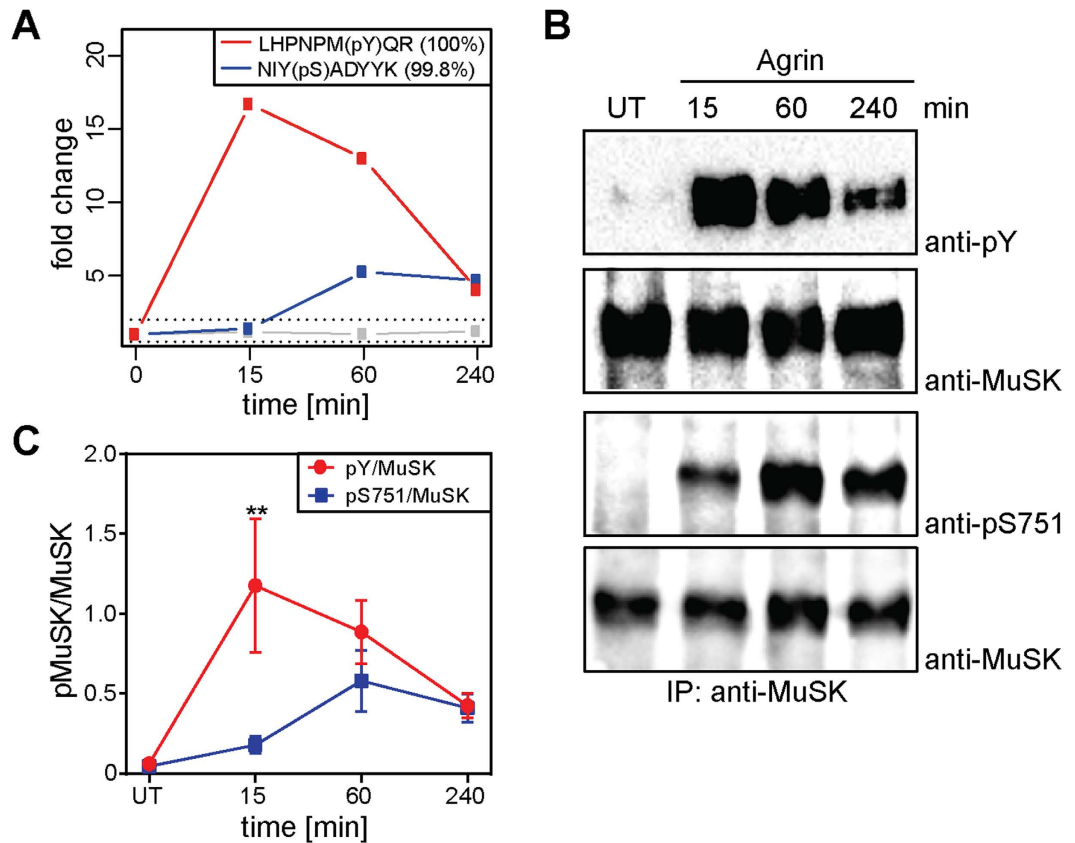 A
LHPNPM(pY)QR (100%)
NIY(pS)ADYYK (99.8%)
fold change
20
15
10
5
0 15 60 240
time [min]
B
Agrin
UT 15 60 240 min
anti-pY
anti-MuSK
anti-pS751
anti-MuSK
IP: anti-MuSK
C
pY/MuSK
pS751/MuSK
**
pMuSK/MuSK
2.0
1.5
1.0
0.5
0
UT 15 60 240
time [min]